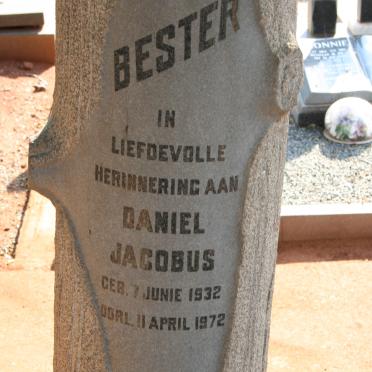 BESTER
IN
LIEFDEVOLLE
HERINNERING AAN
DANIEL
JACOBUS
GEB. 7 JUNIE 1932
OORL. 11 APRIL 1972